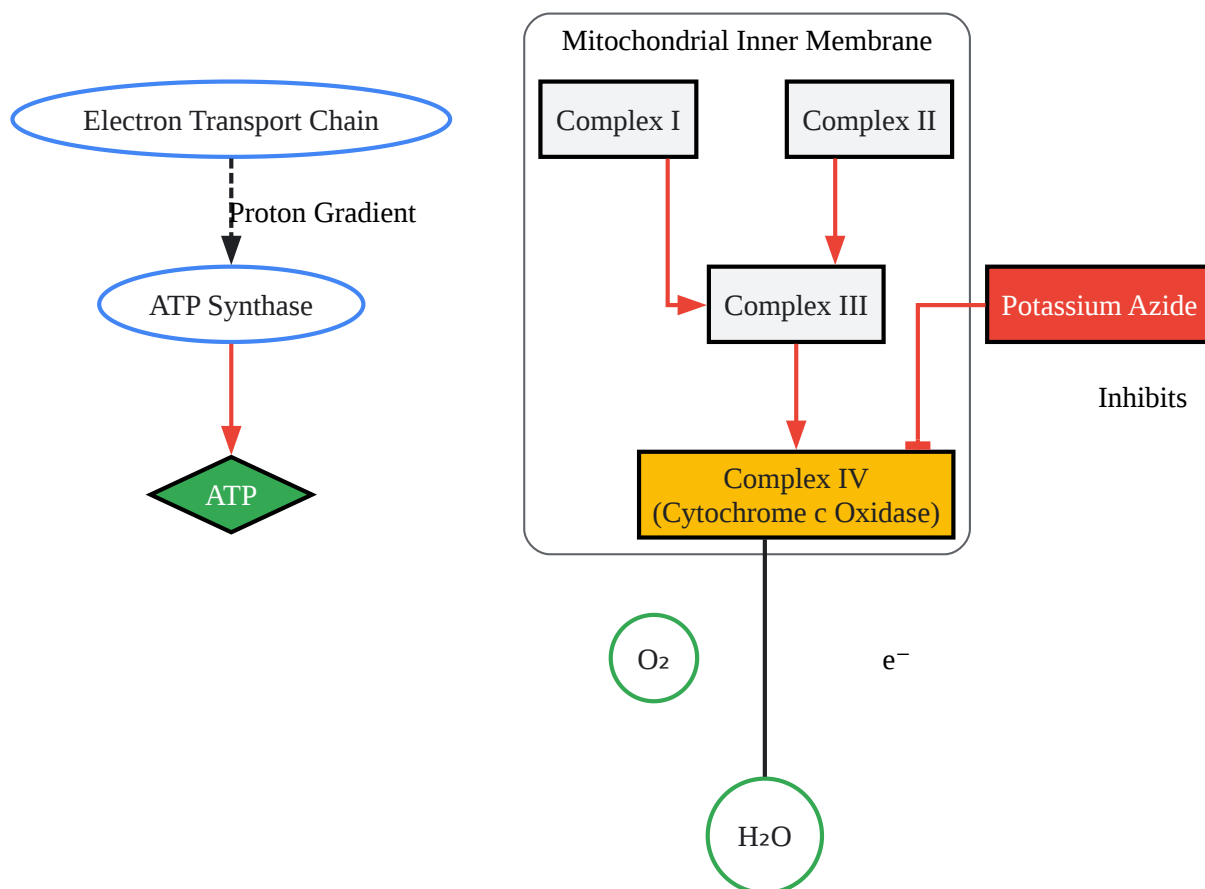 Mitochondrial Inner Membrane
Electron Transport Chain
Complex I
Complex II
Proton Gradient
ATP Synthase
Complex III
Potassium Azide
Inhibits
ATP
Complex IV
(Cytochrome c Oxidase)
O₂
e⁻
H₂O